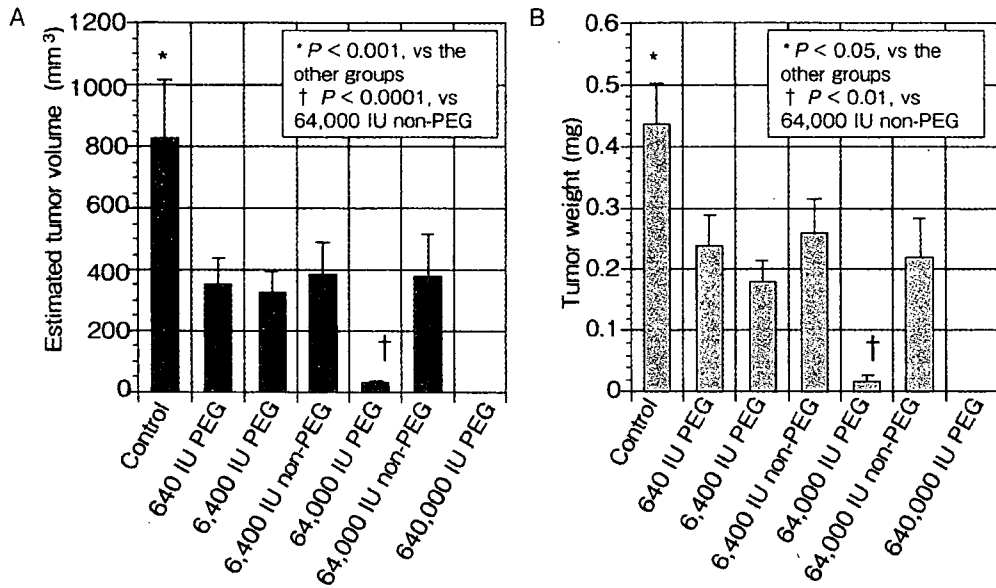 A
Estimated tumor volume (mm³)
1200
1000
800
600
400
200
0
* P < 0.001, vs the
other groups
† P < 0.0001, vs
64,000 IU non-PEG
*
†
Control
640 IU PEG
6,400 IU PEG
6,400 IU non-PEG
64,000 IU PEG
64,000 IU non-PEG
640,000 IU PEG
B
Tumor weight (mg)
0.6
0.5
0.4
0.3
0.2
0.1
0
* P < 0.05, vs the
other groups
† P < 0.01, vs
64,000 IU non-PEG
*
†
Control
640 IU PEG
6,400 IU PEG
6,400 IU non-PEG
64,000 IU PEG
64,000 IU non-PEG
640,000 IU PEG